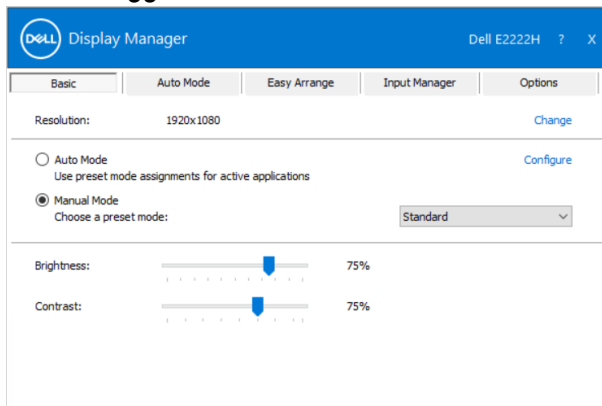 DELL Display Manager Dell E2222H ? X
Basic Auto Mode Easy Arrange Input Manager Options
Resolution: 1920x1080 Change
Auto Mode Configure
Use preset mode assignments for active applications
Manual Mode
Choose a preset mode: Standard
Brightness: 75%
Contrast: 75%